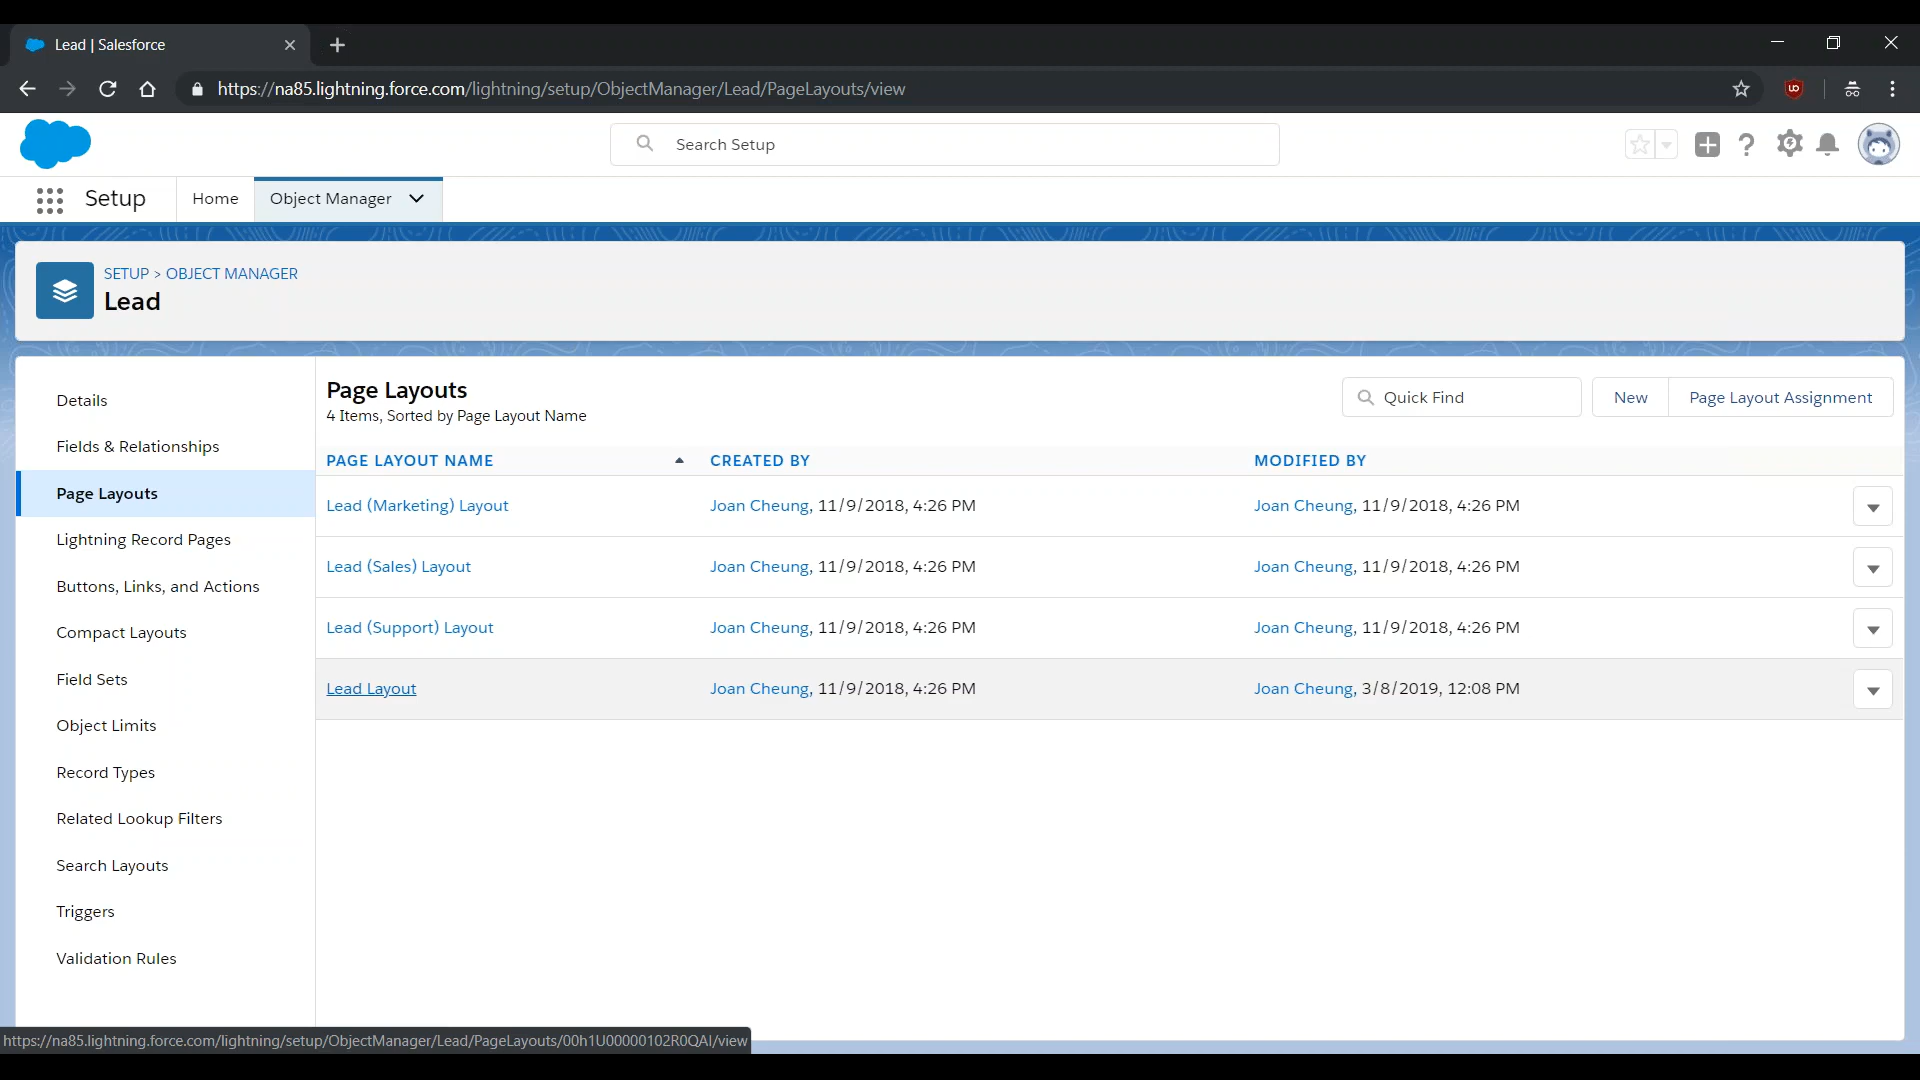 Lead | Salesforce
https://na85.lightning.force.com/lightning/setup/ObjectManager/Lead/PageLayouts/view
Search Setup
Setup
Home
Object Manager
SETUP > OBJECT MANAGER
Lead
Details
Fields & Relationships
Page Layouts
Lightning Record Pages
Buttons, Links, and Actions
Compact Layouts
Field Sets
Object Limits
Record Types
Related Lookup Filters
Search Layouts
Triggers
Validation Rules
Page Layouts
4 Items, Sorted by Page Layout Name
Quick Find
New
Page Layout Assignment
PAGE LAYOUT NAME CREATED BY MODIFIED BY
Lead (Marketing) Layout Joan Cheung, 11/9/2018, 4:26 PM Joan Cheung, 11/9/2018, 4:26 PM
Lead (Sales) Layout Joan Cheung, 11/9/2018, 4:26 PM Joan Cheung, 11/9/2018, 4:26 PM
Lead (Support) Layout Joan Cheung, 11/9/2018, 4:26 PM Joan Cheung, 11/9/2018, 4:26 PM
Lead Layout Joan Cheung, 11/9/2018, 4:26 PM Joan Cheung, 3/8/2019, 12:08 PM
https://na85.lightning.force.com/lightning/setup/ObjectManager/Lead/PageLayouts/00h1U00000102R0QAI/view